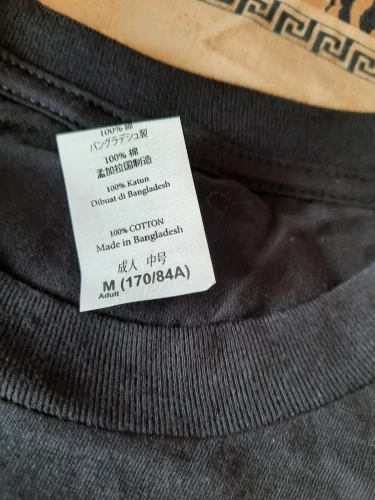 100% 綿
バングラデシュ製
100% 棉
孟加拉国制造
100% Katun
Dibuat di Bangladesh
100% COTTON
Made in Bangladesh
成人 中号
M (170/84A)
Adult